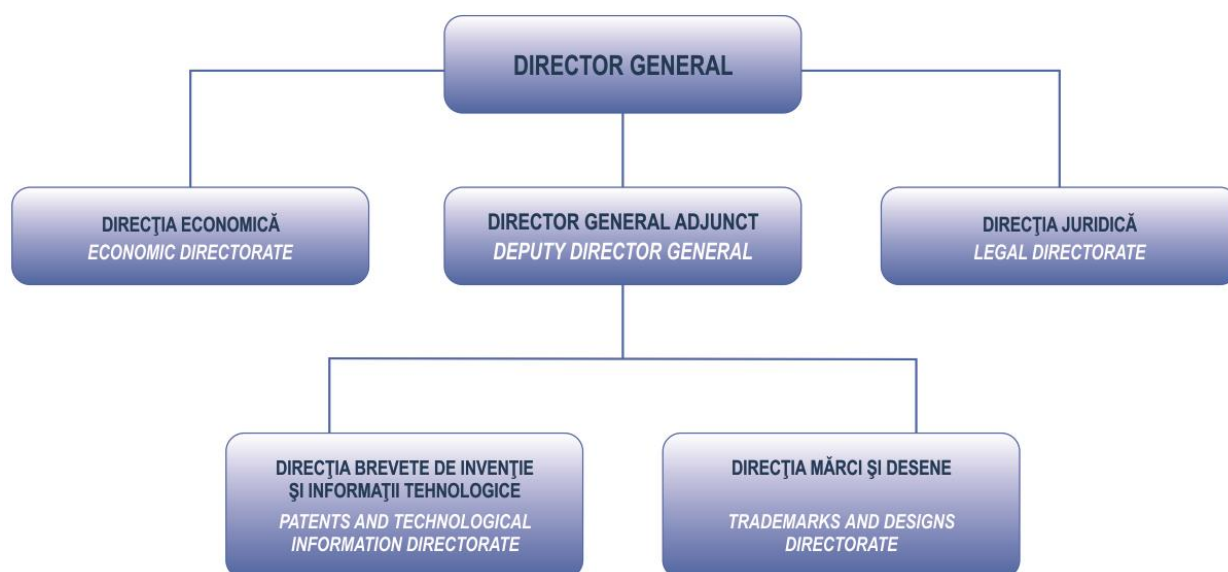 DIRECTOR GENERAL
DIRECŢIA ECONOMICĂ
ECONOMIC DIRECTORATE
DIRECTOR GENERAL ADJUNCT
DEPUTY DIRECTOR GENERAL
DIRECŢIA JURIDICĂ
LEGAL DIRECTORATE
DIRECŢIA BREVETE DE INVENŢIE
ŞI INFORMAŢII TEHNOLOGICE
PATENTS AND TECHNOLOGICAL
INFORMATION DIRECTORATE
DIRECŢIA MĂRCI ŞI DESENE
TRADEMARKS AND DESIGNS
DIRECTORATE